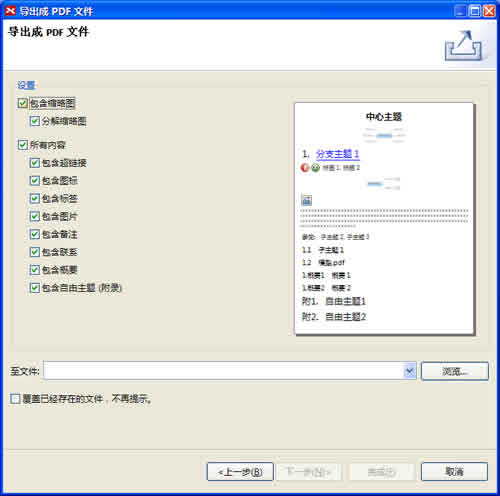 导出成 PDF 文件
导出成 PDF 文件
设置
包含缩略图
分解缩略图
所有内容
包含超链接
包含图标
包含标签
包含图片
包含备注
包含联系
包含概要
包含自由主题 (附录)
中心主题
1. 分支主题 1
标签 1, 标签 2
子主题 2, 子主题 3
1.1 子主题 1
1.2 模板.pdf
1.概要1 概要 1
1.概要2 概要 2
附1. 自由主题1
附2. 自由主题2
至文件:
浏览...
覆盖已经存在的文件，不再提示。
<上一步(B)
下一步(N)>
完成(F)
取消